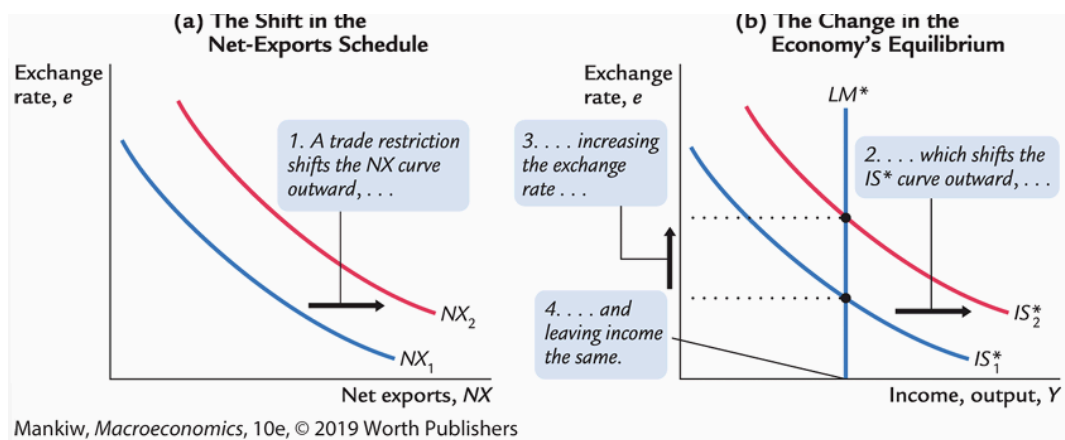 (a) The Shift in the
Net-Exports Schedule
Exchange
rate, e
1. A trade restriction
shifts the NX curve
outward, . . .
NX2
NX1
Net exports, NX
(b) The Change in the
Economy's Equilibrium
Exchange
rate, e
LM*
3. . . . increasing
the exchange
rate . . .
2. . . . which shifts the
IS* curve outward, . . .
4. . . . and
leaving income
the same.
IS*2
IS*1
Income, output, Y
Mankiw, Macroeconomics, 10e, © 2019 Worth Publishers